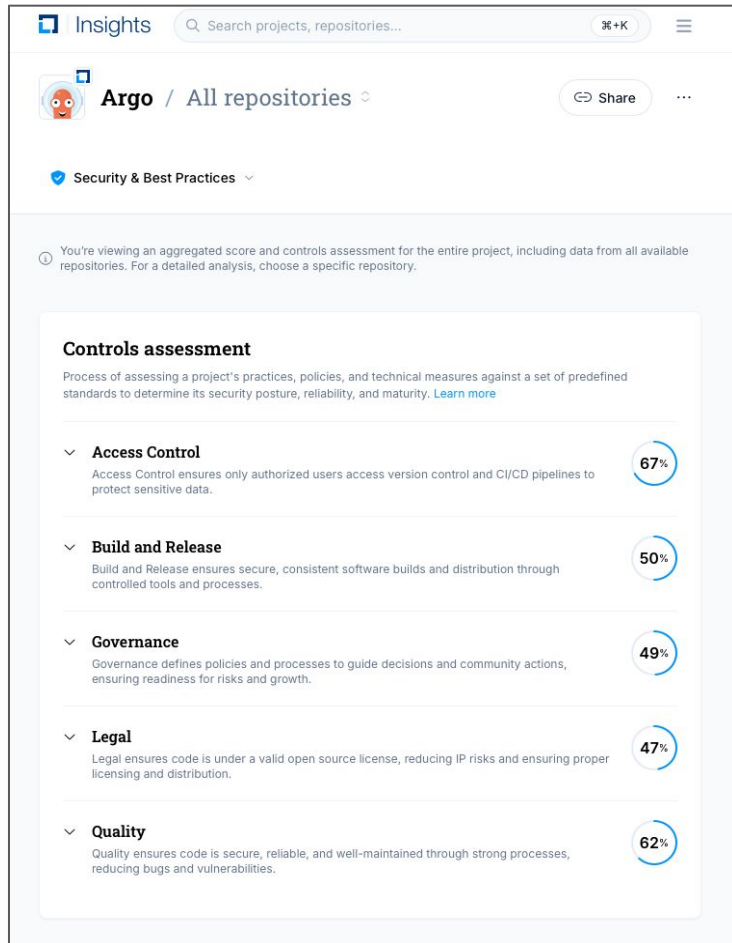 Insights
Search projects, repositories...
⌘+K
Argo / All repositories
Share
Security & Best Practices
You're viewing an aggregated score and controls assessment for the entire project, including data from all available
repositories. For a detailed analysis, choose a specific repository.
Controls assessment
Process of assessing a project's practices, policies, and technical measures against a set of predefined
standards to determine its security posture, reliability, and maturity. Learn more
Access Control
Access Control ensures only authorized users access version control and CI/CD pipelines to
protect sensitive data.
67%
Build and Release
Build and Release ensures secure, consistent software builds and distribution through
controlled tools and processes.
50%
Governance
Governance defines policies and processes to guide decisions and community actions,
ensuring readiness for risks and growth.
49%
Legal
Legal ensures code is under a valid open source license, reducing IP risks and ensuring proper
licensing and distribution.
47%
Quality
Quality ensures code is secure, reliable, and well-maintained through strong processes,
reducing bugs and vulnerabilities.
62%